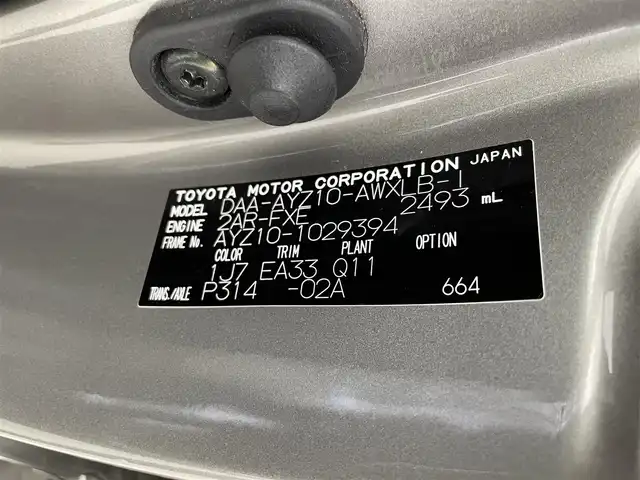 TOYOTA MOTOR CORPORATION JAPAN
MODEL DAA-AYZ10-AWXLB-I
ENGINE 2AR-FXE 2493 mL
FRAME No. AYZ10-1029394
COLOR TRIM PLANT OPTION
1J7 EA33 Q11
TRANS./AXLE P314 -02A 664